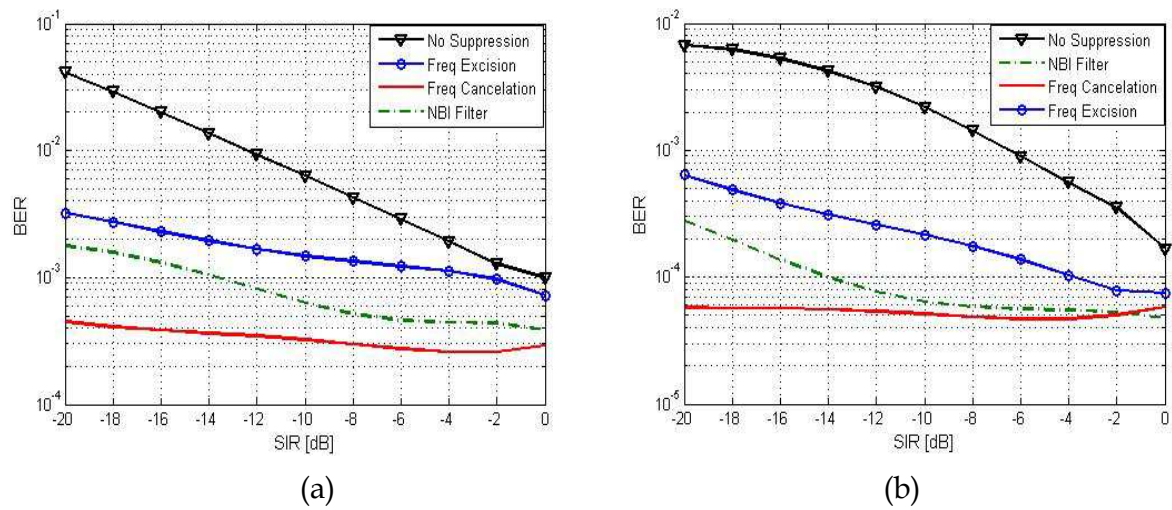 10^-1
10^-2
10^-3
10^-4
BER
-20 -18 -16 -14 -12 -10 -8 -6 -4 -2 0
SIR [dB]
No Suppression
Freq Excision
Freq Cancelation
NBI Filter
(a)
10^-2
10^-3
10^-4
10^-5
BER
-20 -18 -16 -14 -12 -10 -8 -6 -4 -2 0
SIR [dB]
No Suppression
NBI Filter
Freq Cancelation
Freq Excision
(b)